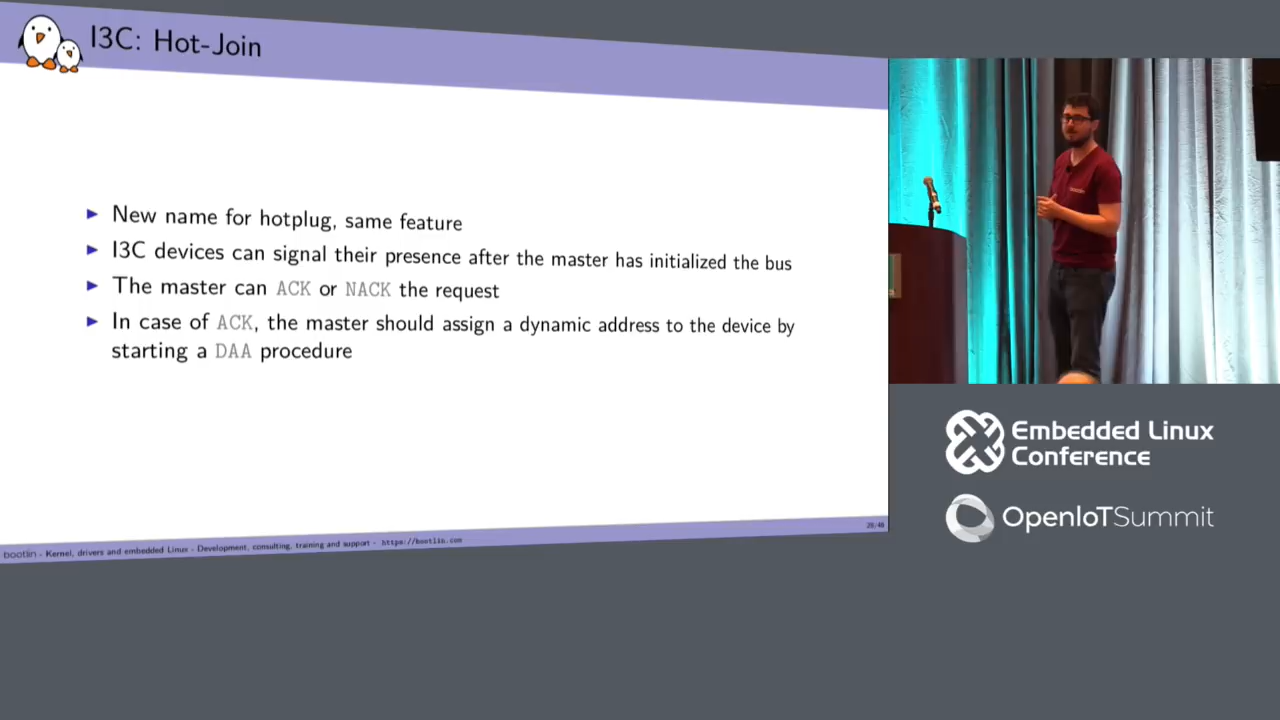 I3C: Hot-Join
New name for hotplug, same feature
I3C devices can signal their presence after the master has initialized the bus
The master can ACK or NACK the request
In case of ACK, the master should assign a dynamic address to the device by
starting a DAA procedure
bootlin - Kernel, drivers and embedded Linux - Development, consulting, training and support - https://bootlin.com
Embedded Linux
Conference
OpenIoTSummit